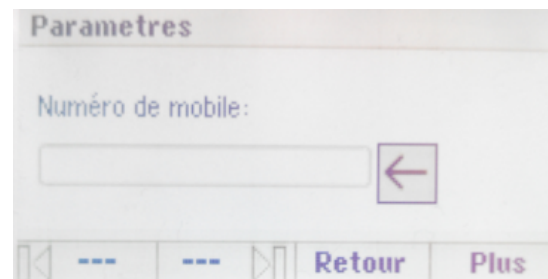 Parametres
Numéro de mobile:
--- --- Retour Plus